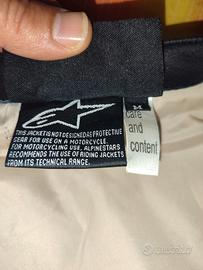 THIS JACKET IS NOT DESIGNED AS PROTECTIVE
GEAR FOR USE ON A MOTORCYCLE.
FOR MOTORCYCLING USE, ALPINESTARS
RECOMMENDS THE USE OF RIDING JACKETS
FROM ITS TECHNICAL RANGE.
M
care
and
content
subito